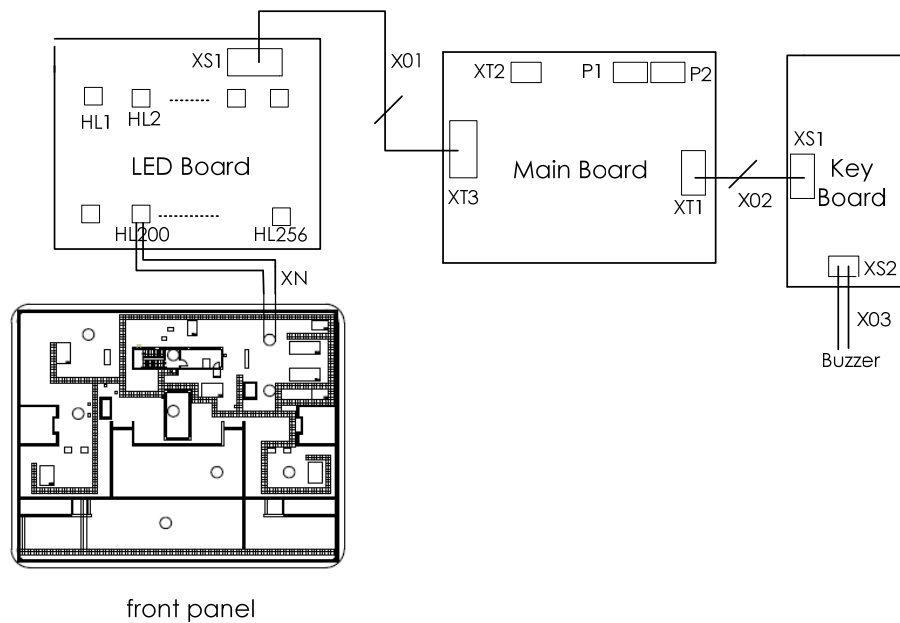 XS1
X01
XT2
P1
P2
HL1
HL2
LED Board
XT3
Main Board
XT1
X02
XS1
Key
Board
HL200
HL256
XN
XS2
X03
Buzzer
front panel